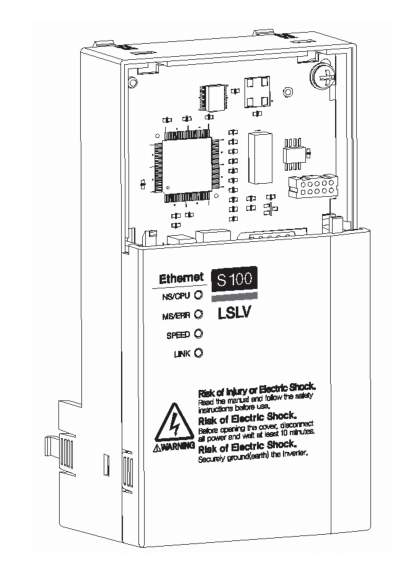 Ethernet
S100
NS/CPU
MS/ERR
LSLV
SPEED
LINK
Risk of Injury or Electric Shock.
Read the manual and follow the safety
instructions before use.
Risk of Electric Shock.
Before opening the cover, disconnect
all power and wait at least 10 minutes.
WARNING
Risk of Electric Shock.
Securely ground(earth) the Inverter.